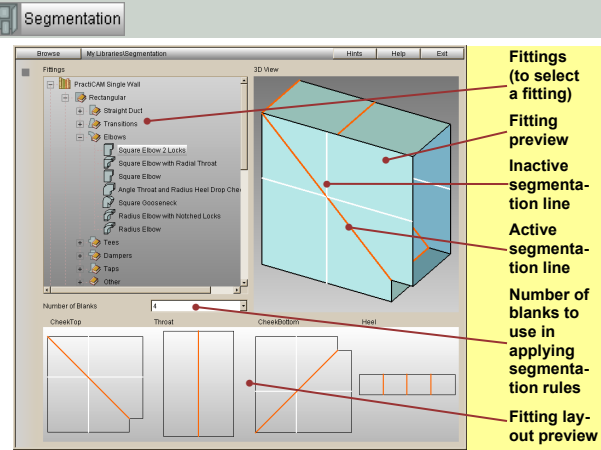 Segmentation
Browse My Libraries\Segmentation Hints Help Exit
Fittings
3D View
PractiCAM Single Wall
Rectangular
Straight Duct
Transitions
Elbows
Square Elbow 2 Locks
Square Elbow with Radial Throat
Square Elbow
Angle Throat and Radius Heel Drop Chee
Square Gooseneck
Radius Elbow with Notched Locks
Radius Elbow
Tees
Dampers
Taps
Other
Number of Blanks 4
CheekTop Throat CheekBottom Heel
Fittings
(to select
a fitting)
Fitting
preview
Inactive
segmenta-
tion line
Active
segmenta-
tion line
Number of
blanks to
use in
applying
segmenta-
tion rules
Fitting lay-
out preview